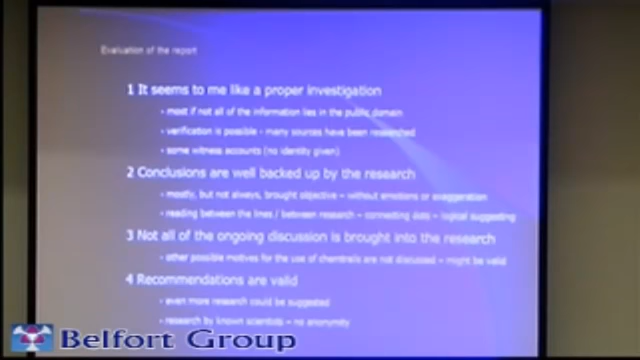 Evaluation of the report
1 It seems to me like a proper investigation
• most if not all of the information lies in the public domain
• verification is possible - many sources have been researched
• some witness accounts (no identity given)
2 Conclusions are well backed up by the research
• mostly, but not always, brought objective – without emotions or exaggeration
• reading between the lines / between research – connecting dots – logical suggesting
3 Not all of the ongoing discussion is brought into the research
• other possible motives for the use of chemtrails are not discussed – might be valid
4 Recommendations are valid
• even more research could be suggested
• research by known scientists – no anonymity
Belfort Group